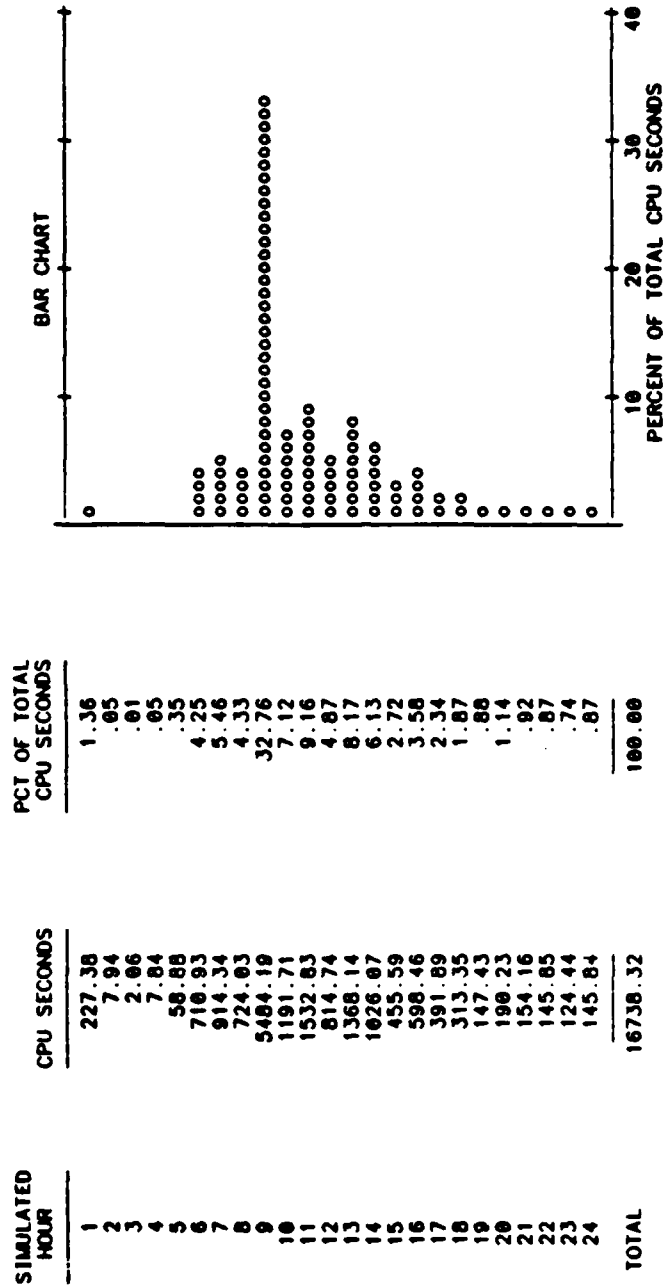 SIMULATED HOUR CPU SECONDS PCT OF TOTAL CPU SECONDS BAR CHART
1 227.38 1.36
2 7.94 .05
3 2.06 .01
4 7.84 .05
5 58.88 .35
6 710.93 4.25
7 914.34 5.46
8 724.03 4.33
9 5484.19 32.76
10 1191.71 7.12
11 1532.83 9.16
12 814.74 4.87
13 1368.14 8.17
14 1026.07 6.13
15 455.59 2.72
16 598.46 3.58
17 391.89 2.34
18 313.35 1.87
19 147.43 .88
20 190.23 1.14
21 154.16 .92
22 145.85 .87
23 124.44 .74
24 145.84 .87
TOTAL 16738.32 100.00
10 20 30 40
PERCENT OF TOTAL CPU SECONDS